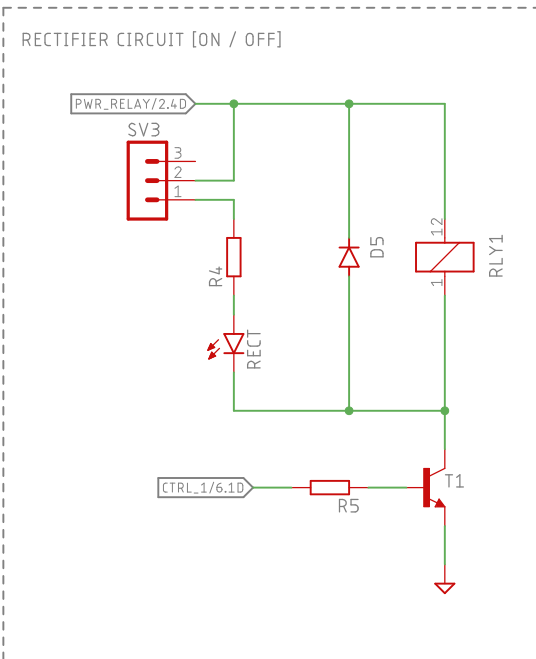 RECTIFIER CIRCUIT [ON / OFF]
PWR_RELAY/2.4D
SV3
3
2
1
12
1
RLY1
D5
R4
RECT
CTRL_1/6.1D
R5
T1